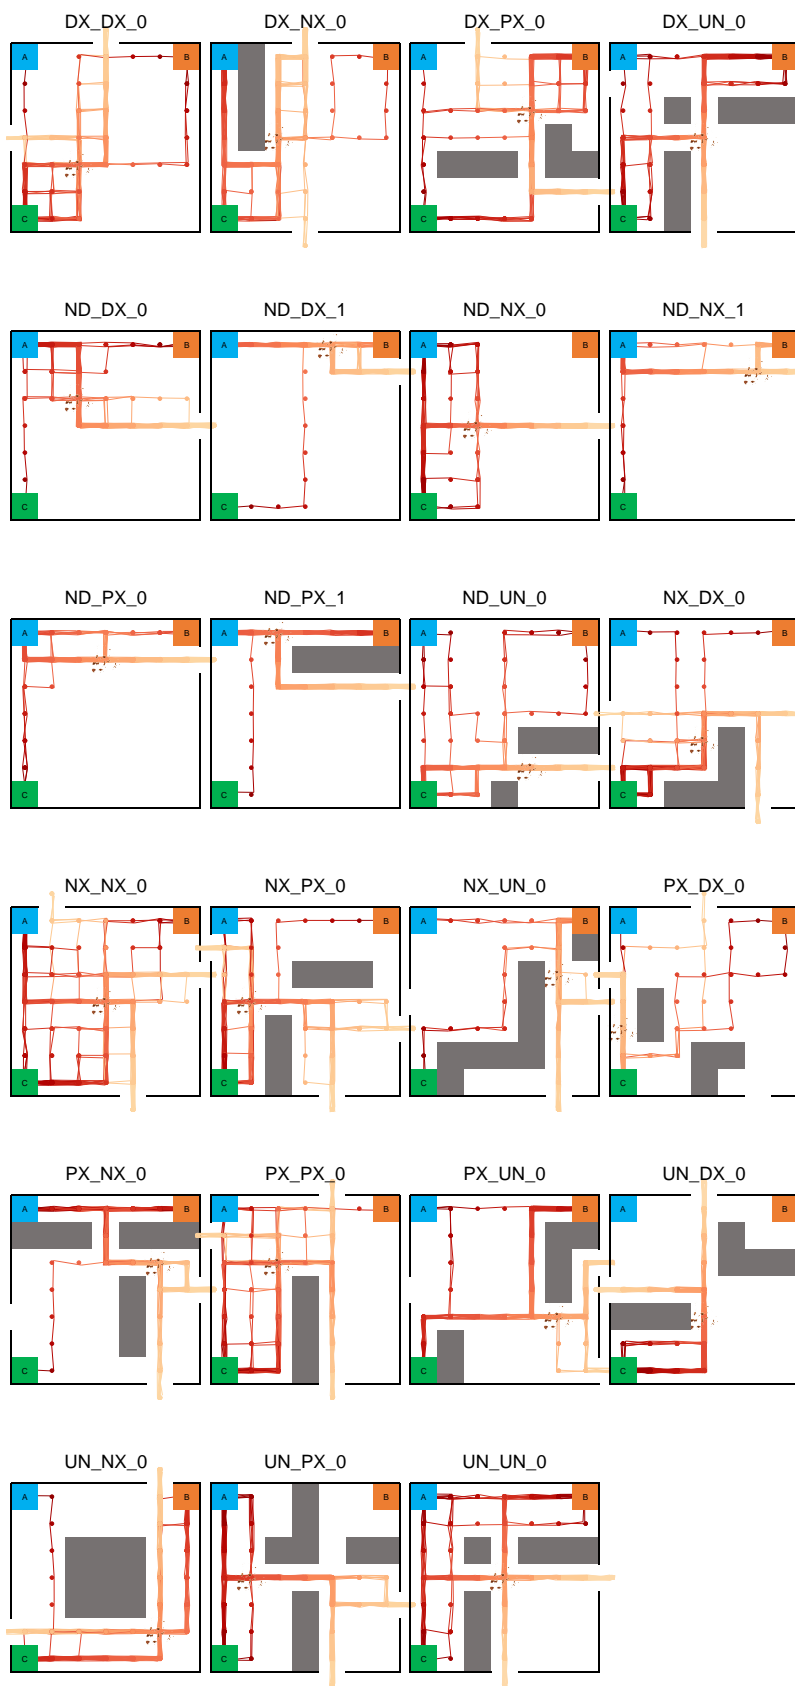 DX_DX_0 DX_NX_0 DX_PX_0 DX_UN_0
A B A B A B A B
C C C C
ND_DX_0 ND_DX_1 ND_NX_0 ND_NX_1
A B A B A B A B
C C C C
ND_PX_0 ND_PX_1 ND_UN_0 NX_DX_0
A B A B A B A B
C C C C
NX_NX_0 NX_PX_0 NX_UN_0 PX_DX_0
A B A B A B A B
C C C C
PX_NX_0 PX_PX_0 PX_UN_0 UN_DX_0
A B A B A B A B
C C C C
UN_NX_0 UN_PX_0 UN_UN_0
A B A B A B
C C C